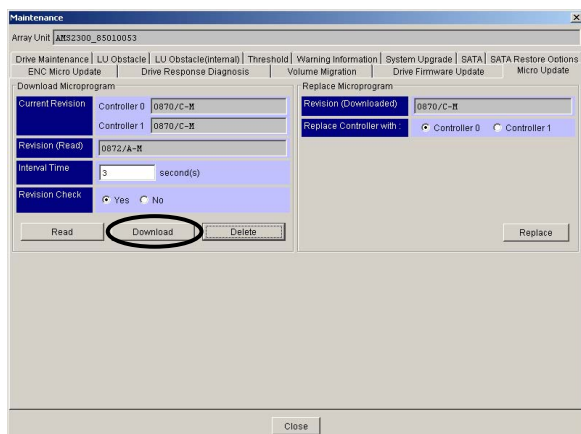 Maintenance
Array Unit AMS2300_85010053
Drive Maintenance LU Obstacle LU Obstacle(internal) Threshold Warning Information System Upgrade SATA SATA Restore Options
ENC Micro Update Drive Response Diagnosis Volume Migration Drive Firmware Update Micro Update
Download Microprogram
Current Revision Controller 0 0870/C-M
Controller 1 0870/C-M
Revision (Read) 0872/A-M
Interval Time 3 second(s)
Revision Check Yes No
Read Download Delete
Replace Microprogram
Revision (Downloaded) 0870/C-M
Replace Controller with : Controller 0 Controller 1
Replace
Close